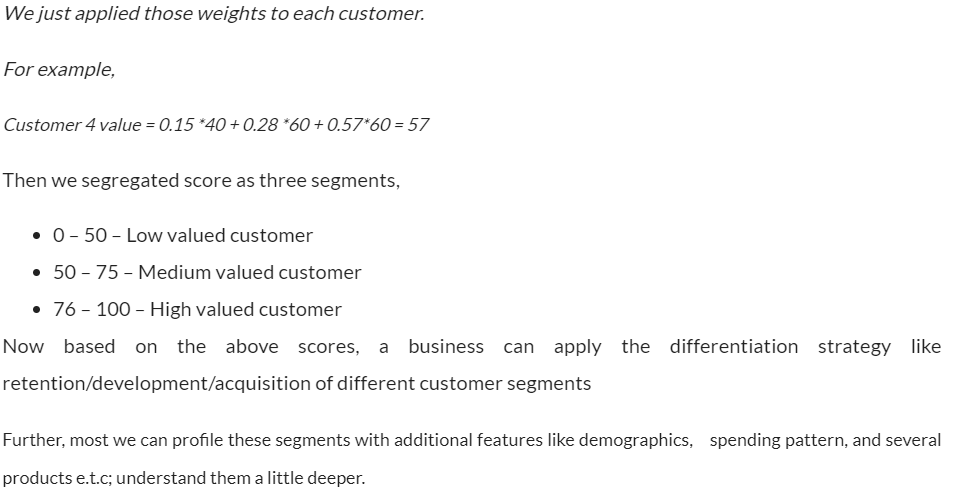 We just applied those weights to each customer.
For example,
Customer 4 value = 0.15 *40 + 0.28 *60 + 0.57*60 = 57
Then we segregated score as three segments,
• 0 – 50 – Low valued customer
• 50 – 75 – Medium valued customer
• 76 – 100 – High valued customer
Now based on the above scores, a business can apply the differentiation strategy like
retention/development/acquisition of different customer segments
Further, most we can profile these segments with additional features like demographics, spending pattern, and several
products e.t.c; understand them a little deeper.